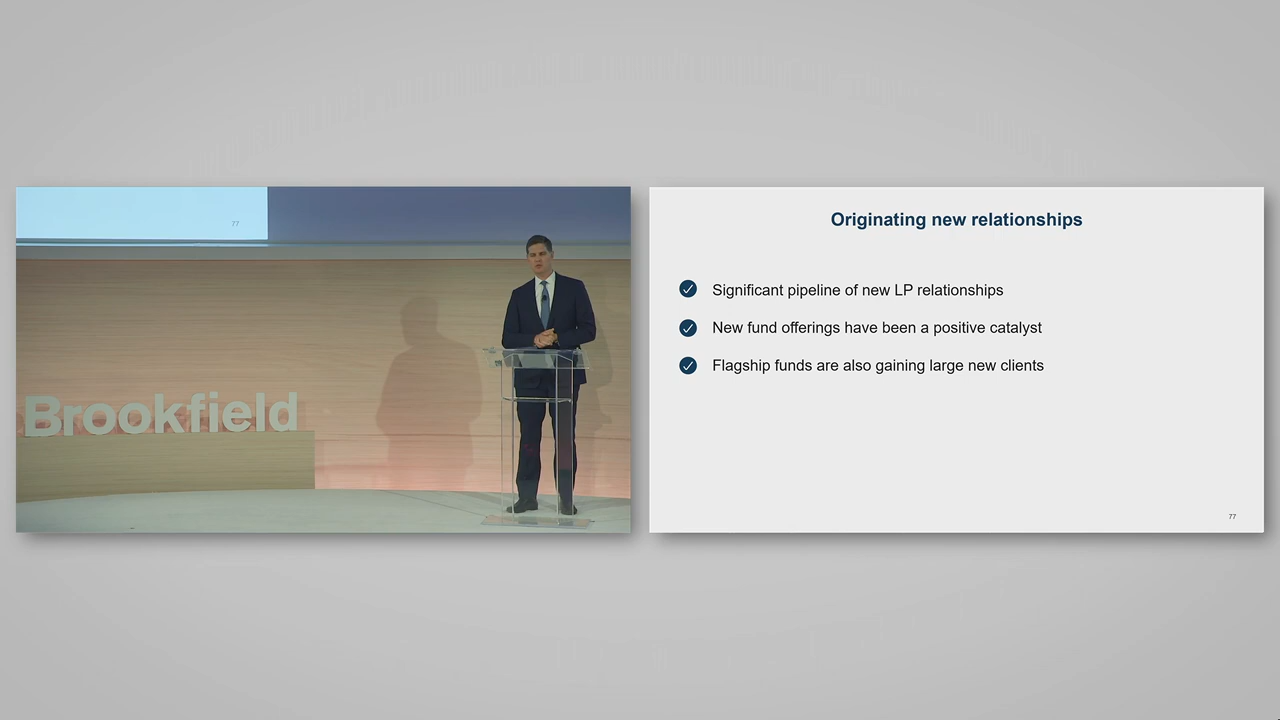 77
Brookfield
Originating new relationships
Significant pipeline of new LP relationships
New fund offerings have been a positive catalyst
Flagship funds are also gaining large new clients
77